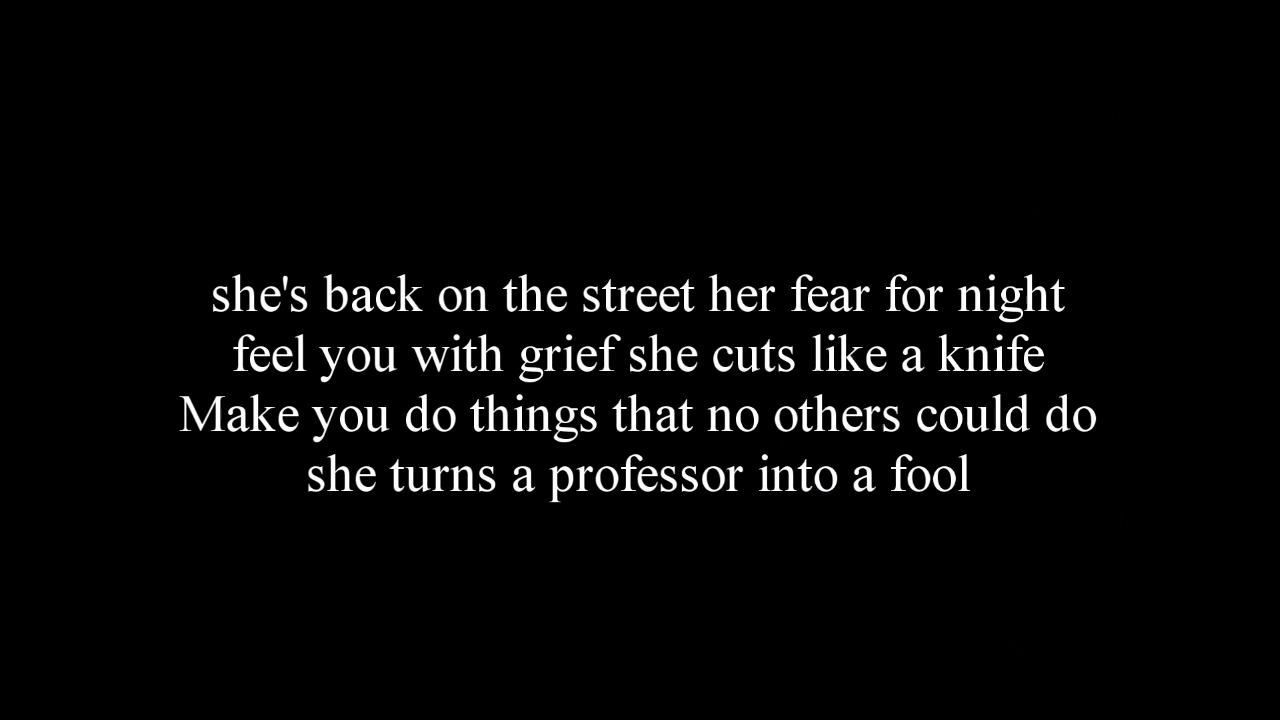 she's back on the street her fear for night
feel you with grief she cuts like a knife
Make you do things that no others could do
she turns a professor into a fool